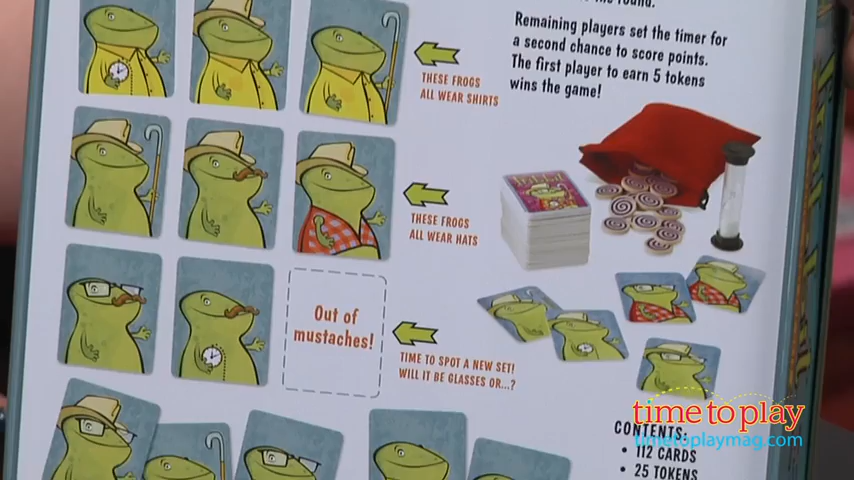 the round.
Remaining players set the timer for
a second chance to score points.
The first player to earn 5 tokens
wins the game!
THESE FROGS
ALL WEAR SHIRTS
THESE FROGS
ALL WEAR HATS
Out of
mustaches!
TIME TO SPOT A NEW SET!
WILL IT BE GLASSES OR...?
CONTENTS:
• 112 CARDS
• 25 TOKENS
time to play
timetoplaymag.com